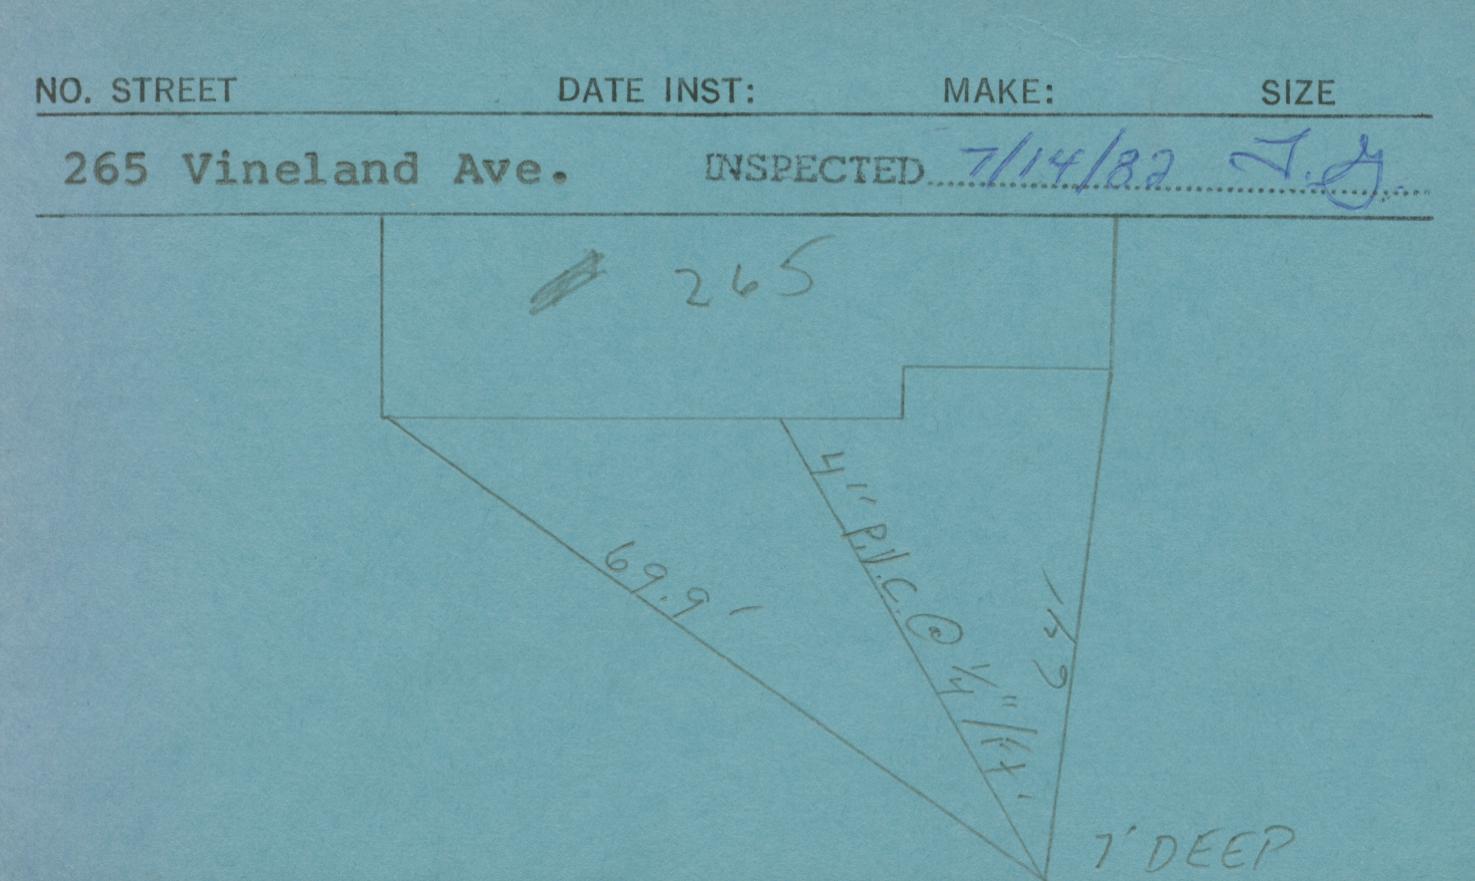 NO. STREET DATE INST: MAKE: SIZE
265 Vineland Ave. INSPECTED 7/14/82 T.G.
265
69.9'
4" P.V.C. @ 1/4"/FT.
64'
7' DEEP